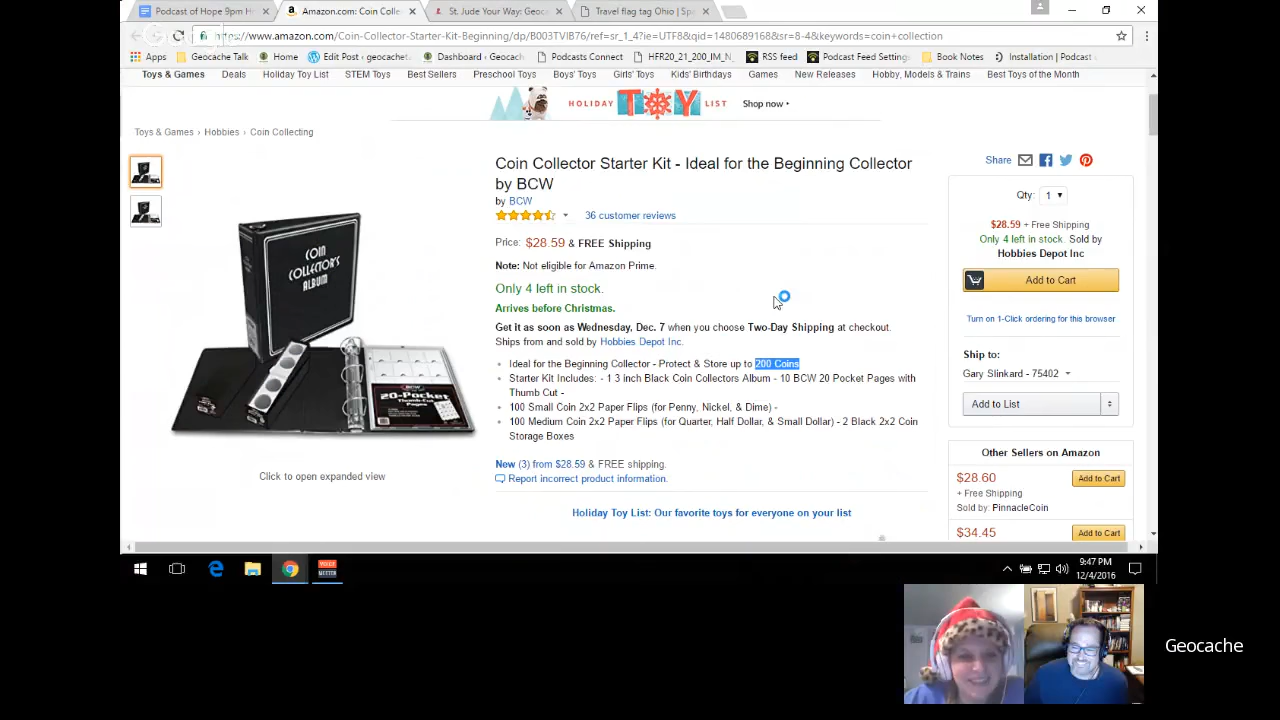 Podcast of Hope 9pm H
Amazon.com: Coin Colle
St. Jude Your Way: Geoc
Travel flag tag Ohio | Sp
https://www.amazon.com/Coin-Collector-Starter-Kit-Beginning/dp/B003TVIB76/ref=sr_1_4?ie=UTF8&qid=1480689168&sr=8-4&keywords=coin+collection
Apps Geocache Talk Home Edit Post ‹ geocachet Dashboard ‹ Geocach Podcasts Connect HFR20_21_200_IM_N RSS feed Podcast Feed Settings Book Notes Installation | Podcast
Toys & Games Deals Holiday Toy List STEM Toys Best Sellers Preschool Toys Boys' Toys Girls' Toys Kids' Birthdays Games New Releases Hobby, Models & Trains Best Toys of the Month
HOLIDAY TOY LIST Shop now ›
Toys & Games › Hobbies › Coin Collecting
Coin Collector Starter Kit - Ideal for the Beginning Collector
by BCW
by BCW
36 customer reviews
Price: $28.59 & FREE Shipping
Note: Not eligible for Amazon Prime.
Only 4 left in stock.
Arrives before Christmas.
Get it as soon as Wednesday, Dec. 7 when you choose Two-Day Shipping at checkout.
Ships from and sold by Hobbies Depot Inc.
Ideal for the Beginning Collector - Protect & Store up to 200 Coins
Starter Kit Includes: - 1 3 inch Black Coin Collectors Album - 10 BCW 20 Pocket Pages with
Thumb Cut -
100 Small Coin 2x2 Paper Flips (for Penny, Nickel, & Dime) -
100 Medium Coin 2x2 Paper Flips (for Quarter, Half Dollar, & Small Dollar) - 2 Black 2x2 Coin
Storage Boxes
New (3) from $28.59 & FREE shipping.
Report incorrect product information.
Holiday Toy List: Our favorite toys for everyone on your list
COIN
COLLECTOR'S
ALBUM
BCW
20-POCKET
Thumb-Cut
Pages
Click to open expanded view
Share
Qty: 1
$28.59 + Free Shipping
Only 4 left in stock. Sold by
Hobbies Depot Inc
Add to Cart
Turn on 1-Click ordering for this browser
Ship to:
Gary Slinkard - 75402
Add to List
Other Sellers on Amazon
$28.60
Add to Cart
+ Free Shipping
Sold by: PinnacleCoin
$34.45
Add to Cart
VOICE
MEETER
9:47 PM
12/4/2016
Geocache